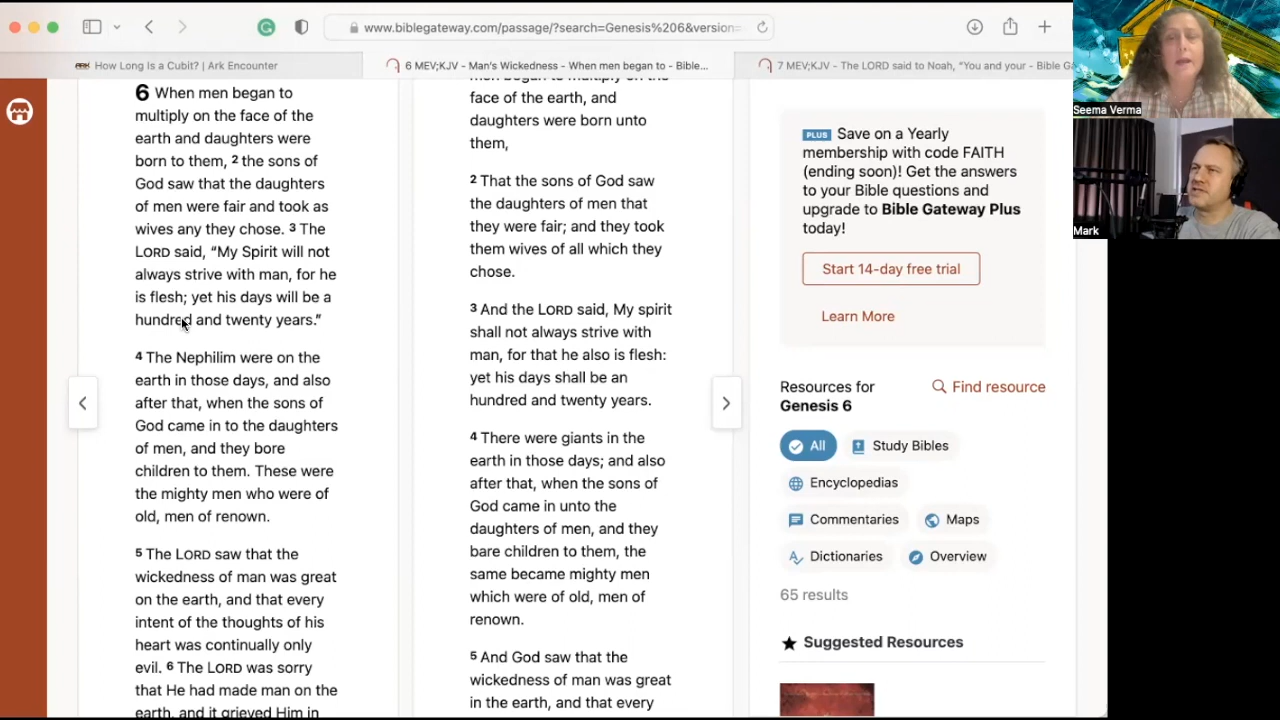 www.biblegateway.com/passage/?search=Genesis%206&version=
How Long Is a Cubit? | Ark Encounter
6 MEV;KJV - Man's Wickedness - When men began to - Bible...
7 MEV;KJV - The LORD said to Noah, "You and your - Bible Ga
6 When men began to
multiply on the face of the
earth and daughters were
born to them, 2 the sons of
God saw that the daughters
of men were fair and took as
wives any they chose. 3 The
LORD said, "My Spirit will not
always strive with man, for he
is flesh; yet his days will be a
hundred and twenty years."
4 The Nephilim were on the
earth in those days, and also
after that, when the sons of
God came in to the daughters
of men, and they bore
children to them. These were
the mighty men who were of
old, men of renown.
5 The LORD saw that the
wickedness of man was great
on the earth, and that every
intent of the thoughts of his
heart was continually only
evil. 6 The LORD was sorry
that He had made man on the
earth, and it grieved Him in
men began to multiply on the
face of the earth, and
daughters were born unto
them,
2 That the sons of God saw
the daughters of men that
they were fair; and they took
them wives of all which they
chose.
3 And the LORD said, My spirit
shall not always strive with
man, for that he also is flesh:
yet his days shall be an
hundred and twenty years.
4 There were giants in the
earth in those days; and also
after that, when the sons of
God came in unto the
daughters of men, and they
bare children to them, the
same became mighty men
which were of old, men of
renown.
5 And God saw that the
wickedness of man was great
in the earth, and that every
PLUS Save on a Yearly
membership with code FAITH
(ending soon)! Get the answers
to your Bible questions and
upgrade to Bible Gateway Plus
today!
Start 14-day free trial
Learn More
Resources for
Genesis 6
Find resource
All
Study Bibles
Encyclopedias
Commentaries
Maps
Dictionaries
Overview
65 results
Suggested Resources
Seema Verma
Mark